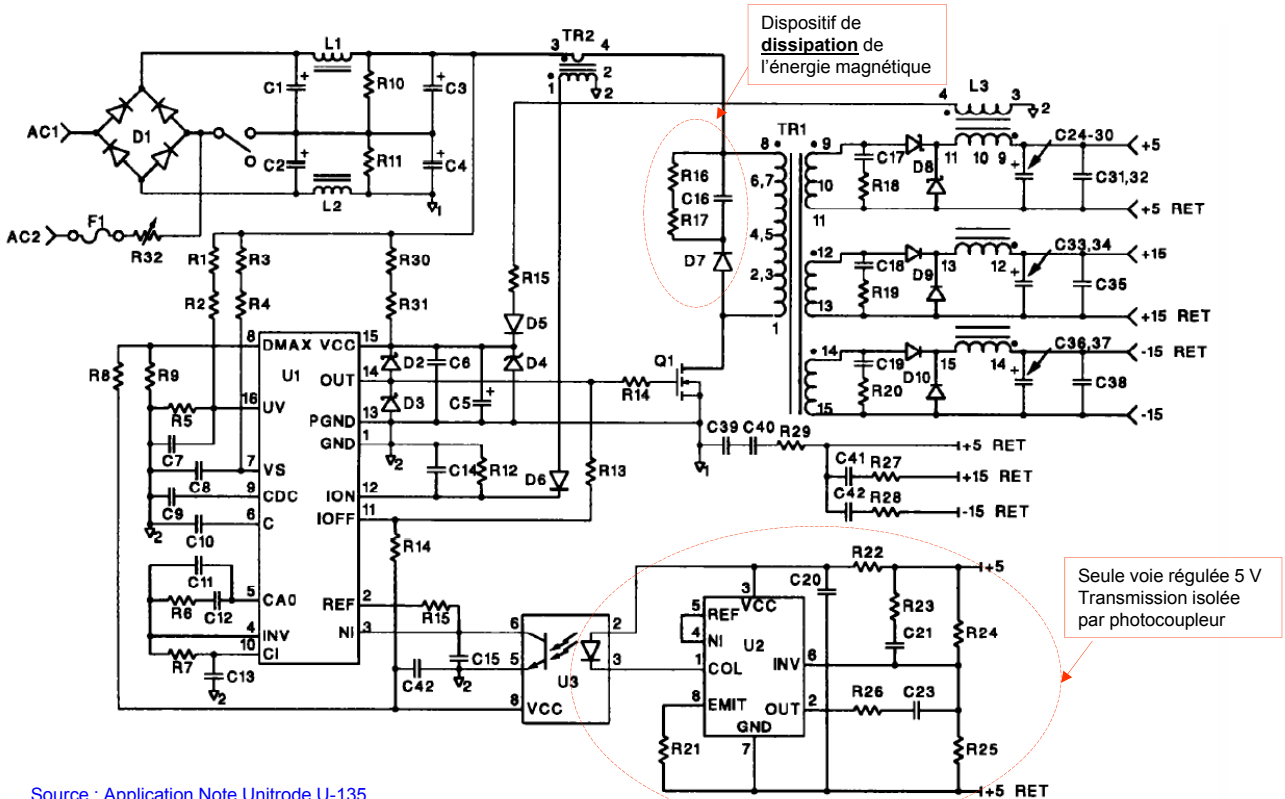 Dispositif de
dissipation de
l'énergie magnétique
TR2
3
4
L1
1
2
2
C1
+
R10
+
C3
L3
4
3
2
AC1
D1
C2
+
R11
+
C4
L2
1
TR1
8
9
C17
D8
11
10
9
C24-30
+
+5
R16
C16
R17
6,7
10
R18
C31,32
11
+5 RET
F1
AC2
R32
4,5
12
C18
D9
13
12
C33,34
+
+15
R1
R3
R30
R15
D7
2,3
R19
C35
R2
R4
R31
13
+15 RET
D5
1
14
C19
D10
15
14
C36,37
+
-15 RET
8
DMAX
VCC
15
R8
R9
U1
D2
C6
D4
Q1
R20
C38
OUT
14
R14
15
-15
16
UV
R5
D3
C5
+
PGND
13
C39
C40
R29
+5 RET
C7
GND
1
2
1
C41
R27
+15 RET
7
VS
C8
C14
R12
D6
R13
C42
R28
-15 RET
9
CDC
C9
ION
12
6
C
2
C10
IOFF
11
R14
C11
R22
+5
5
CA0
R6
C12
REF
2
R15
3
VCC
C20
R23
4
INV
NI
3
6
2
5
REF
4
NI
U2
C21
R24
10
CI
R7
C13
2
C15
2
C42
5
U3
3
1
COL
INV
6
8
VCC
8
EMIT
OUT
2
R26
C23
GND
7
R21
R25
+5 RET
Seule voie régulée 5 V
Transmission isolée
par photocoupleur
Source : Application Note Unitrode U-135